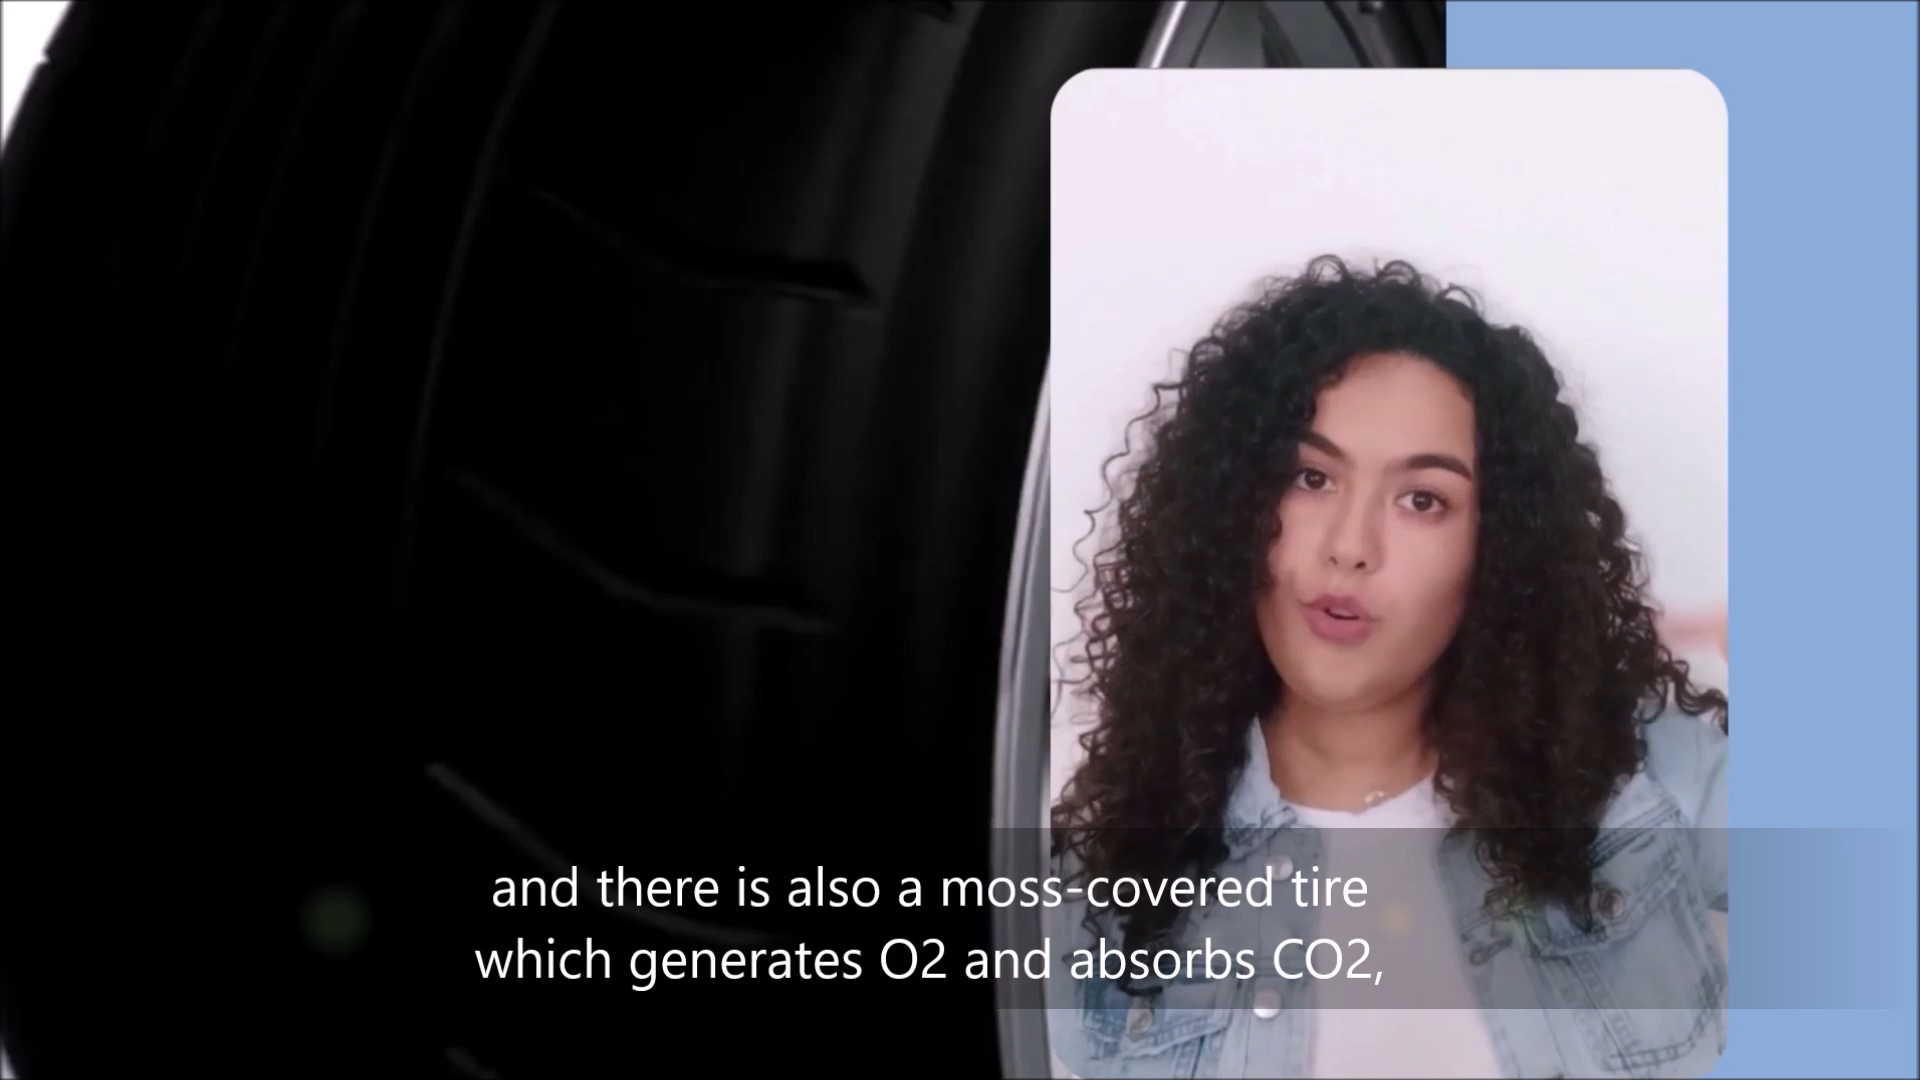 and there is also a moss-covered tire
which generates O2 and absorbs CO2,